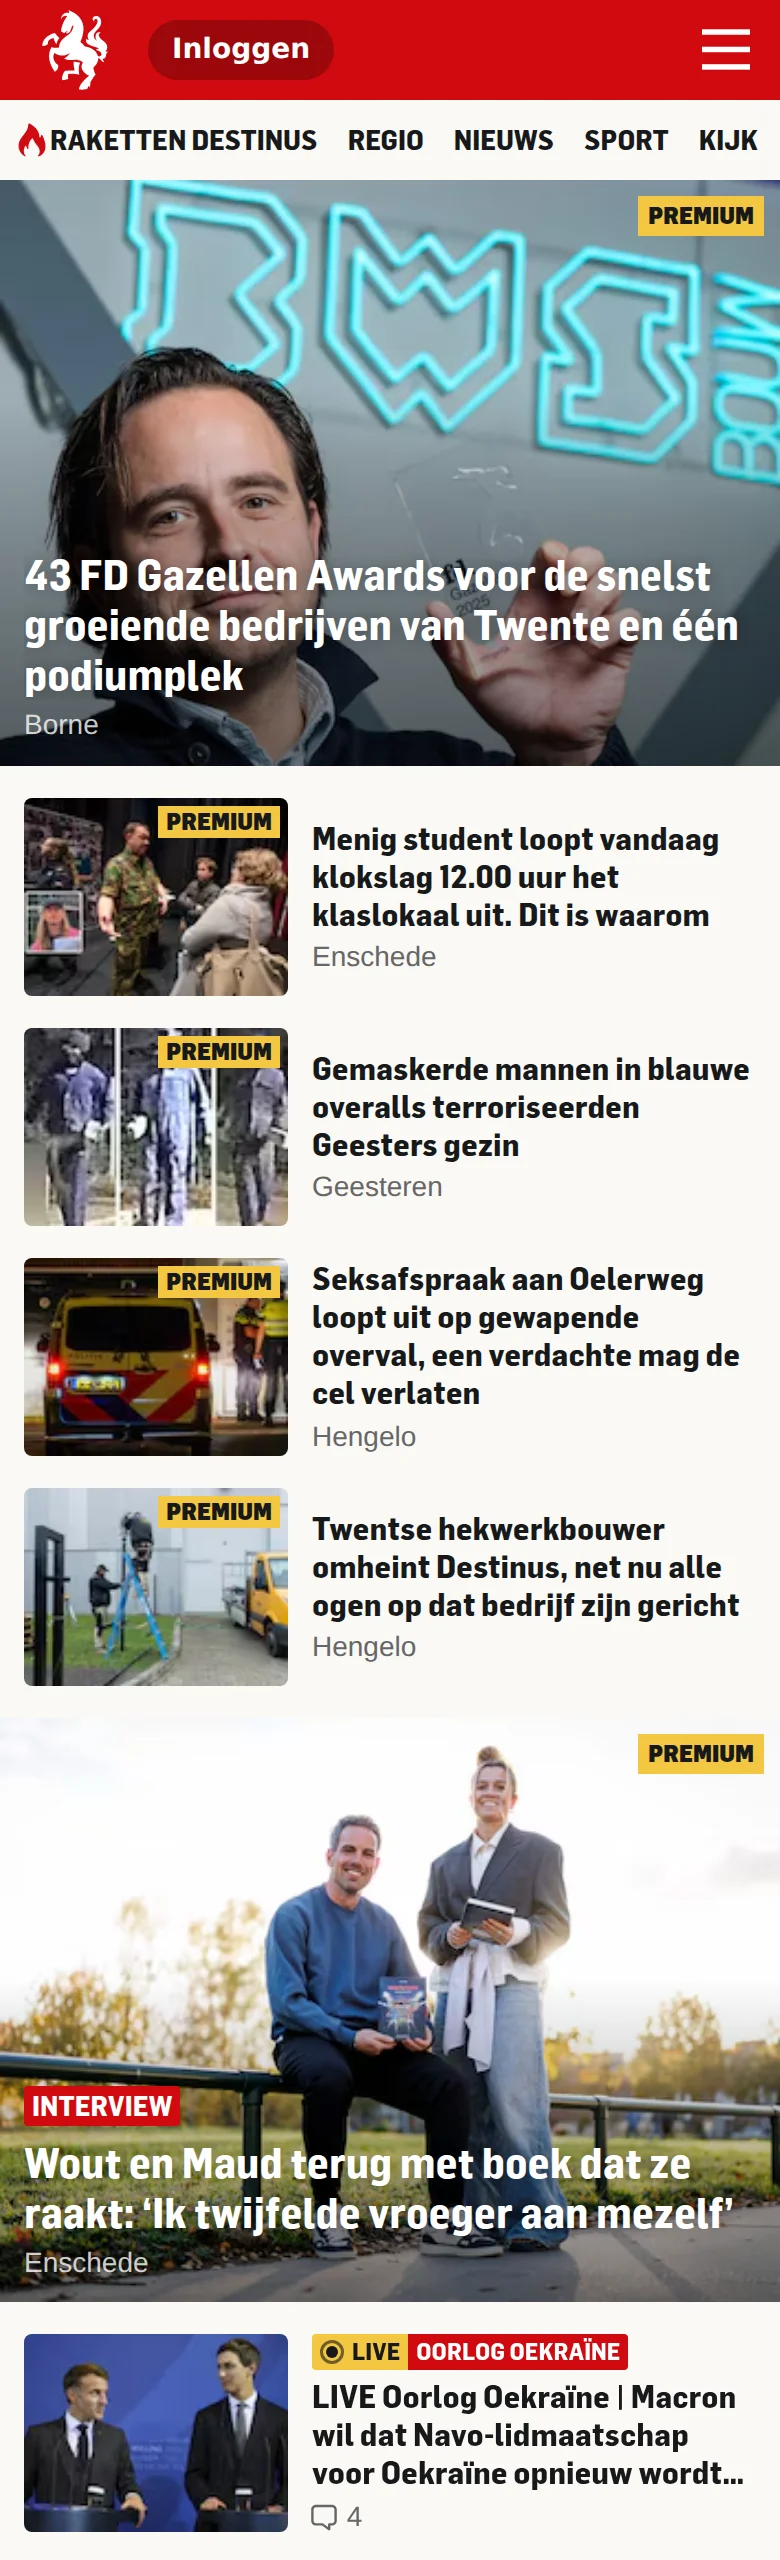 Inloggen
RAKETTEN DESTINUS REGIO NIEUWS SPORT KIJK
PREMIUM
43 FD Gazellen Awards voor de snelst
groeiende bedrijven van Twente en één
podiumplek
Borne
PREMIUM
Menig student loopt vandaag
klokslag 12.00 uur het
klaslokaal uit. Dit is waarom
Enschede
PREMIUM
Gemaskerde mannen in blauwe
overalls terroriseerden
Geesters gezin
Geesteren
PREMIUM
Seksafspraak aan Oelerweg
loopt uit op gewapende
overval, een verdachte mag de
cel verlaten
Hengelo
PREMIUM
Twentse hekwerkbouwer
omheint Destinus, net nu alle
ogen op dat bedrijf zijn gericht
Hengelo
PREMIUM
INTERVIEW
Wout en Maud terug met boek dat ze
raakt: ‘Ik twijfelde vroeger aan mezelf’
Enschede
LIVE OORLOG OEKRAÏNE
LIVE Oorlog Oekraïne | Macron
wil dat Navo-lidmaatschap
voor Oekraïne opnieuw wordt...
4